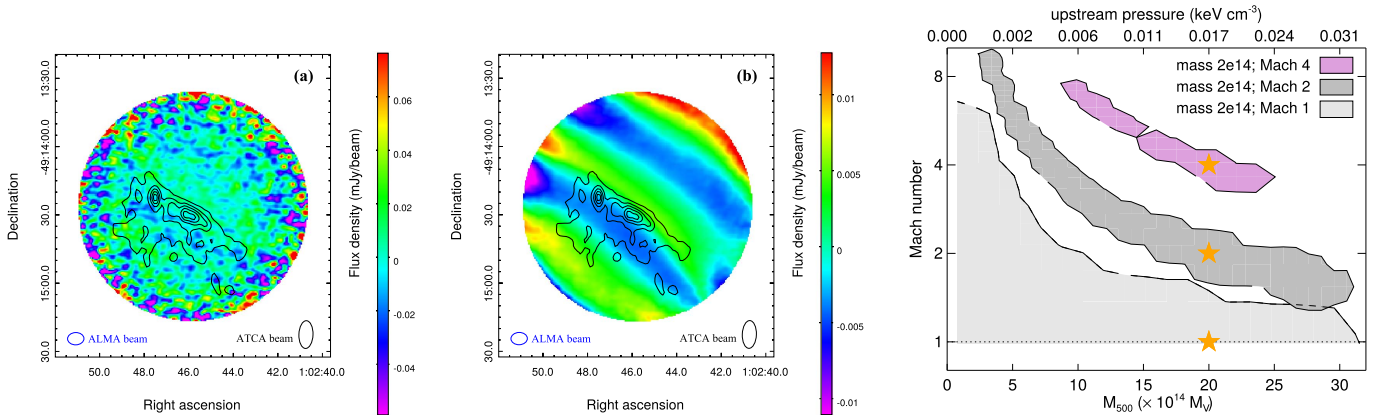 (a)
Declination
-49:14:00.0 13:30.0
30.0
15:00.0
30.0
50.0 48.0 46.0 44.0 42.0 1:02:40.0
Right ascension
ALMA beam
ATCA beam
0.06
0.04
0.02
0
-0.02
-0.04
Flux density (mJy/beam)
(b)
Declination
-49:14:00.0 13:30.0
30.0
15:00.0
30.0
50.0 48.0 46.0 44.0 42.0 1:02:40.0
Right ascension
ALMA beam
ATCA beam
0.01
0.005
0
-0.005
-0.01
Flux density (mJy/beam)
upstream pressure (keV cm-3)
0.000 0.002 0.006 0.011 0.017 0.024 0.031
mass 2e14; Mach 4
mass 2e14; Mach 2
mass 2e14; Mach 1
Mach number
8
4
2
1
0 5 10 15 20 25 30
M500 (× 10^14 MV)